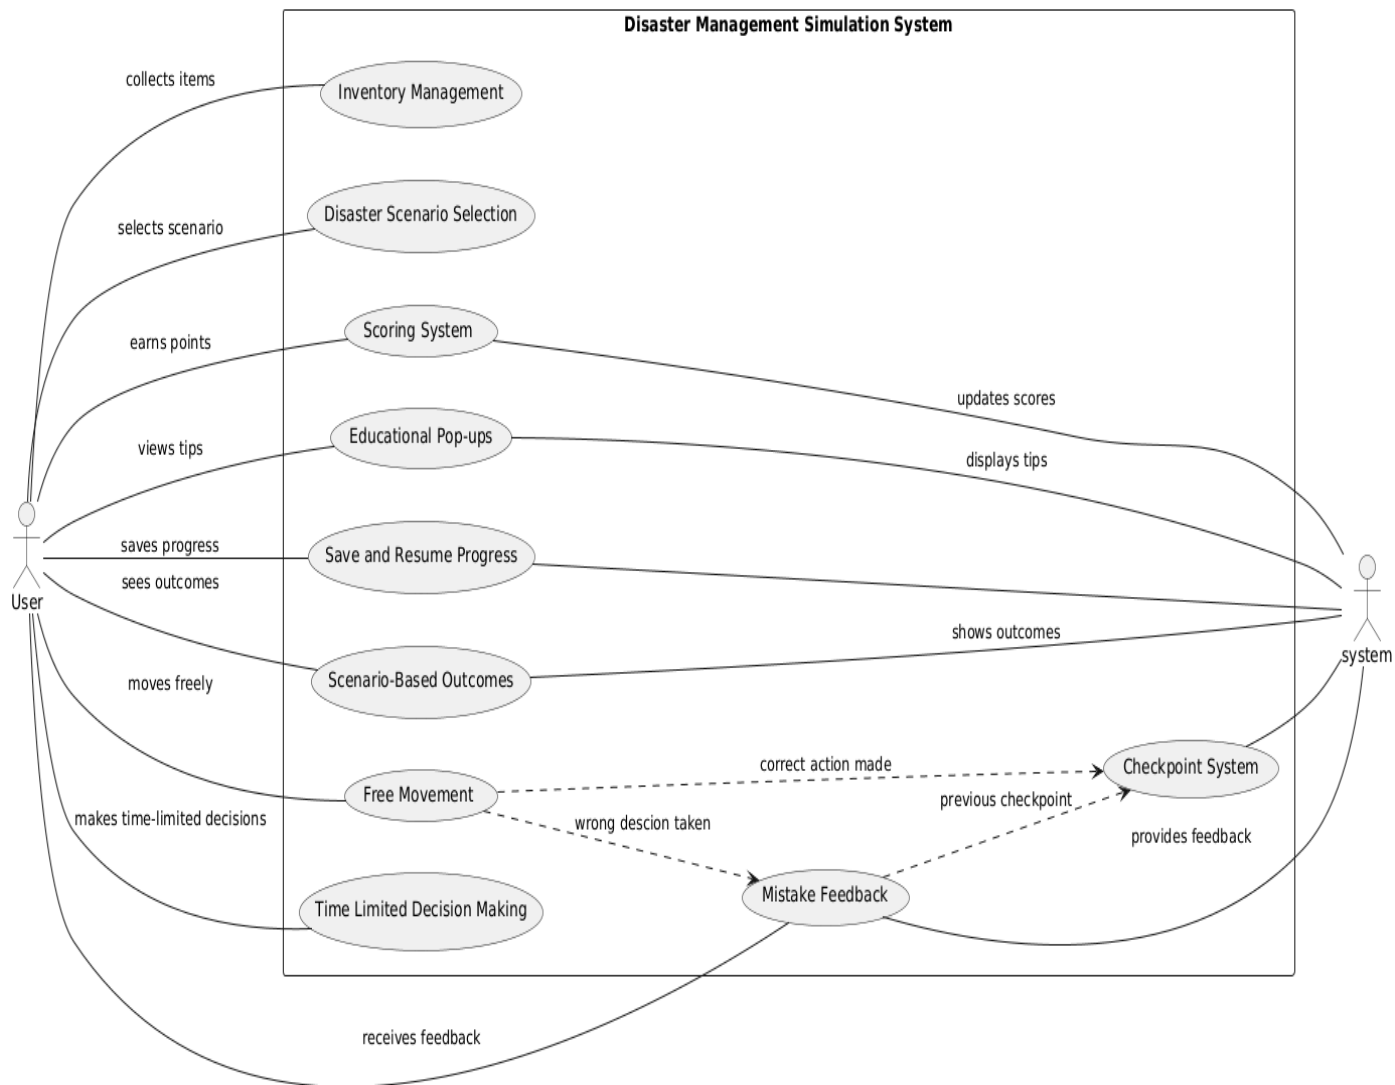 Disaster Management Simulation System
collects items
Inventory Management
Disaster Scenario Selection
selects scenario
Scoring System
earns points
updates scores
Educational Pop-ups
views tips
displays tips
saves progress
Save and Resume Progress
sees outcomes
User
shows outcomes
system
Scenario-Based Outcomes
moves freely
correct action made
Checkpoint System
Free Movement
previous checkpoint
makes time-limited decisions
wrong descion taken
provides feedback
Mistake Feedback
Time Limited Decision Making
receives feedback